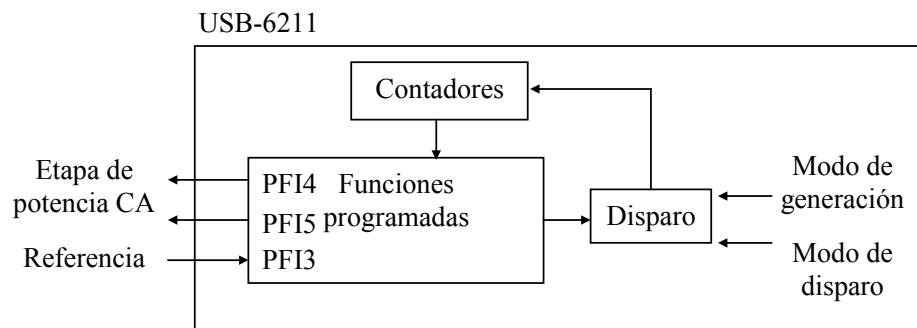 USB-6211
Contadores
Etapa de
potencia CA
Referencia
PFI4
PFI5
PFI3
Funciones
programadas
Disparo
Modo de
generación
Modo de
disparo